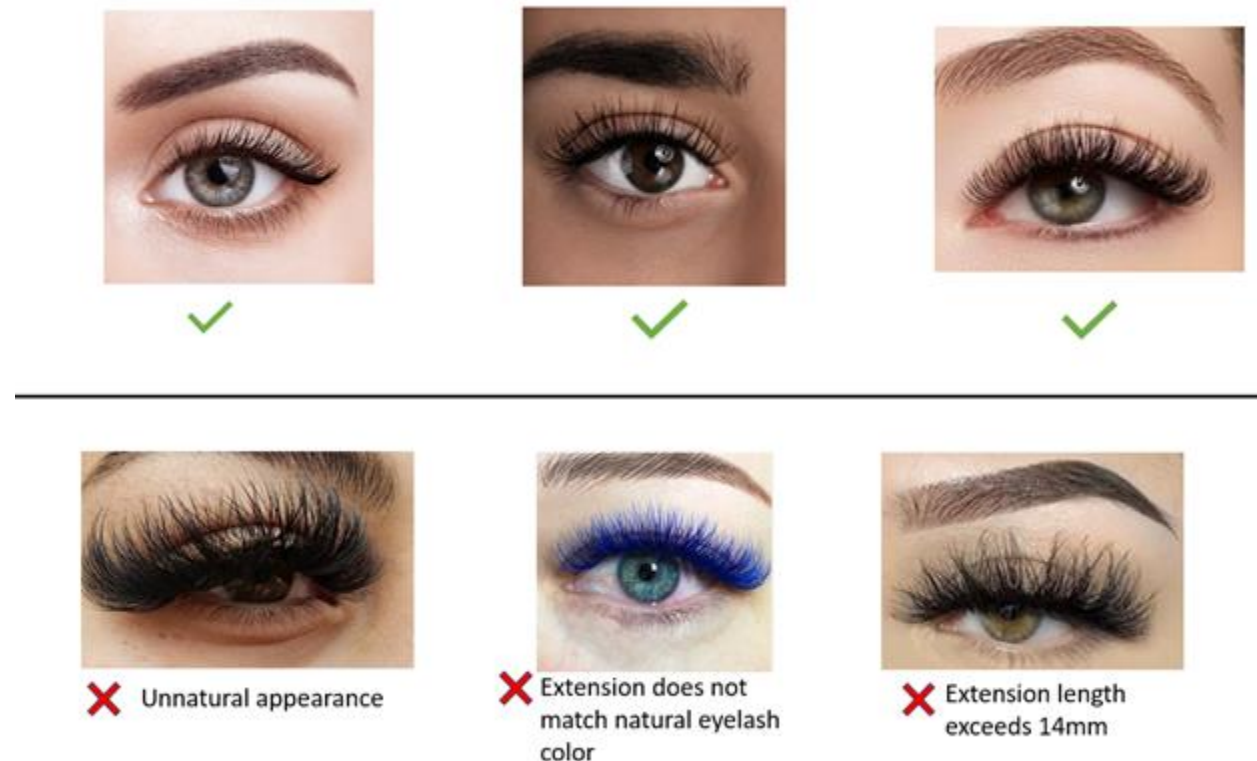 Unnatural appearance
Extension does not
match natural eyelash
color
Extension length
exceeds 14mm